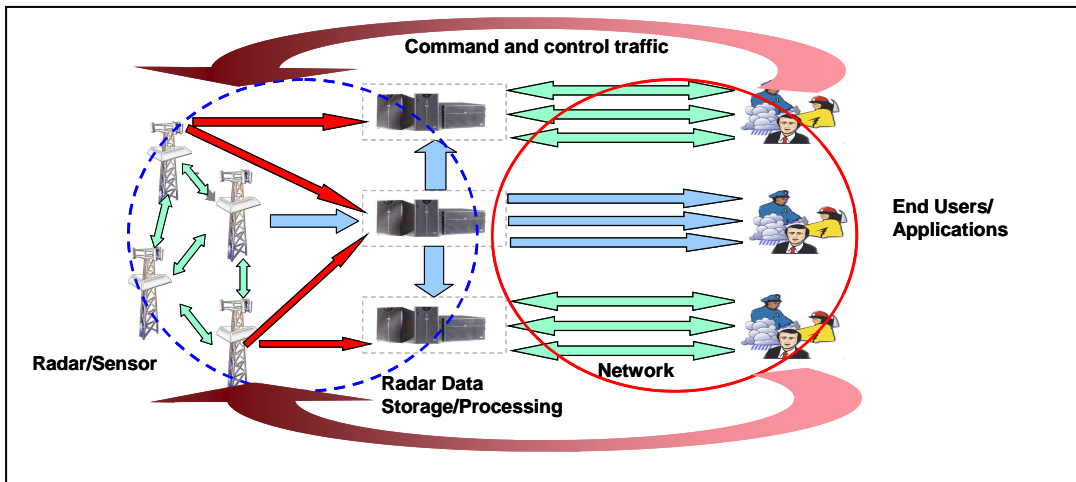 Command and control traffic
End Users/
Applications
Radar/Sensor
Radar Data
Storage/Processing
Network